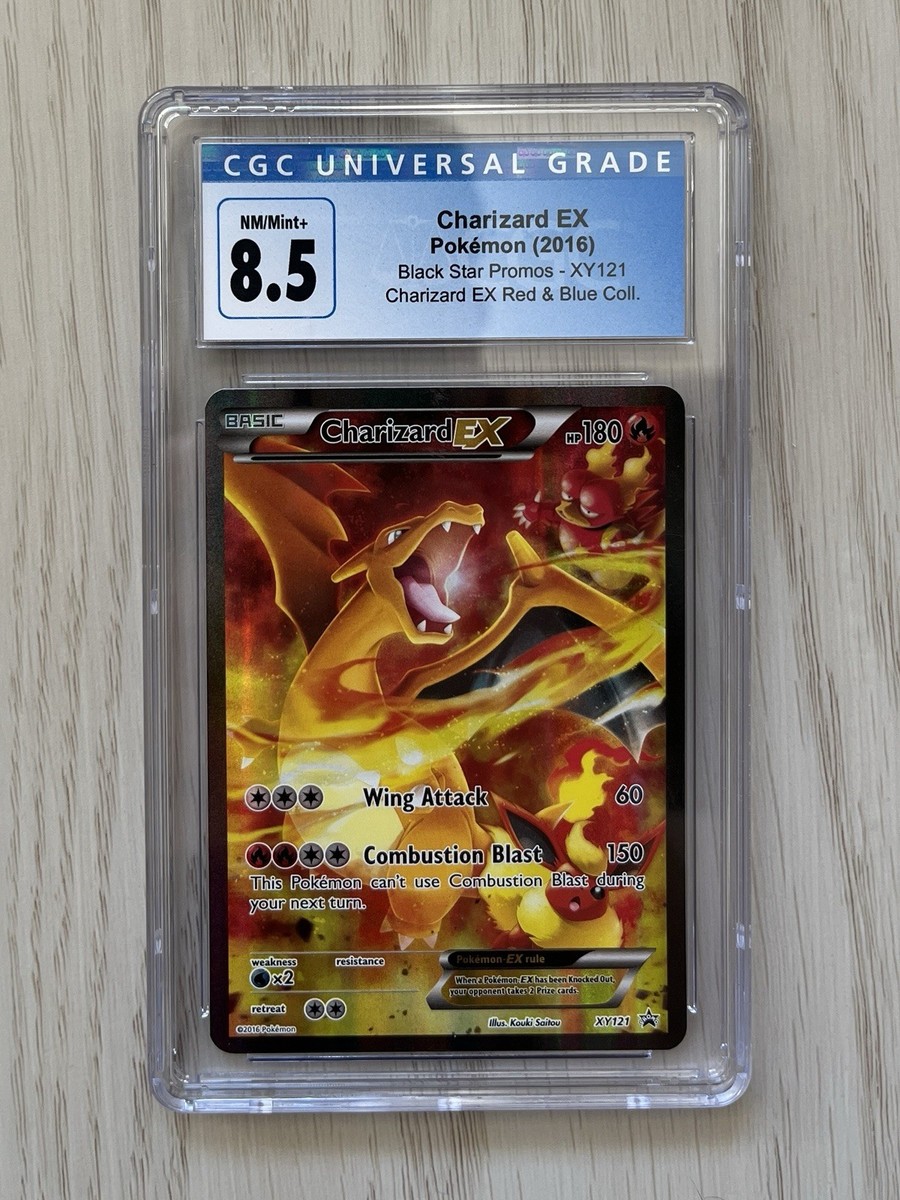 CGC UNIVERSAL GRADE
NM/Mint+
8.5
Charizard EX
Pokémon (2016)
Black Star Promos - XY121
Charizard EX Red & Blue Coll.
BASIC
Charizard EX
HP180
Wing Attack 60
Combustion Blast 150
This Pokémon can't use Combustion Blast during
your next turn.
weakness
resistance
×2
Pokémon-EX rule
When a Pokémon-EX has been Knocked Out,
your opponent takes 2 Prize cards.
retreat
©2016 Pokémon
Illus. Kouki Saitou
XY121